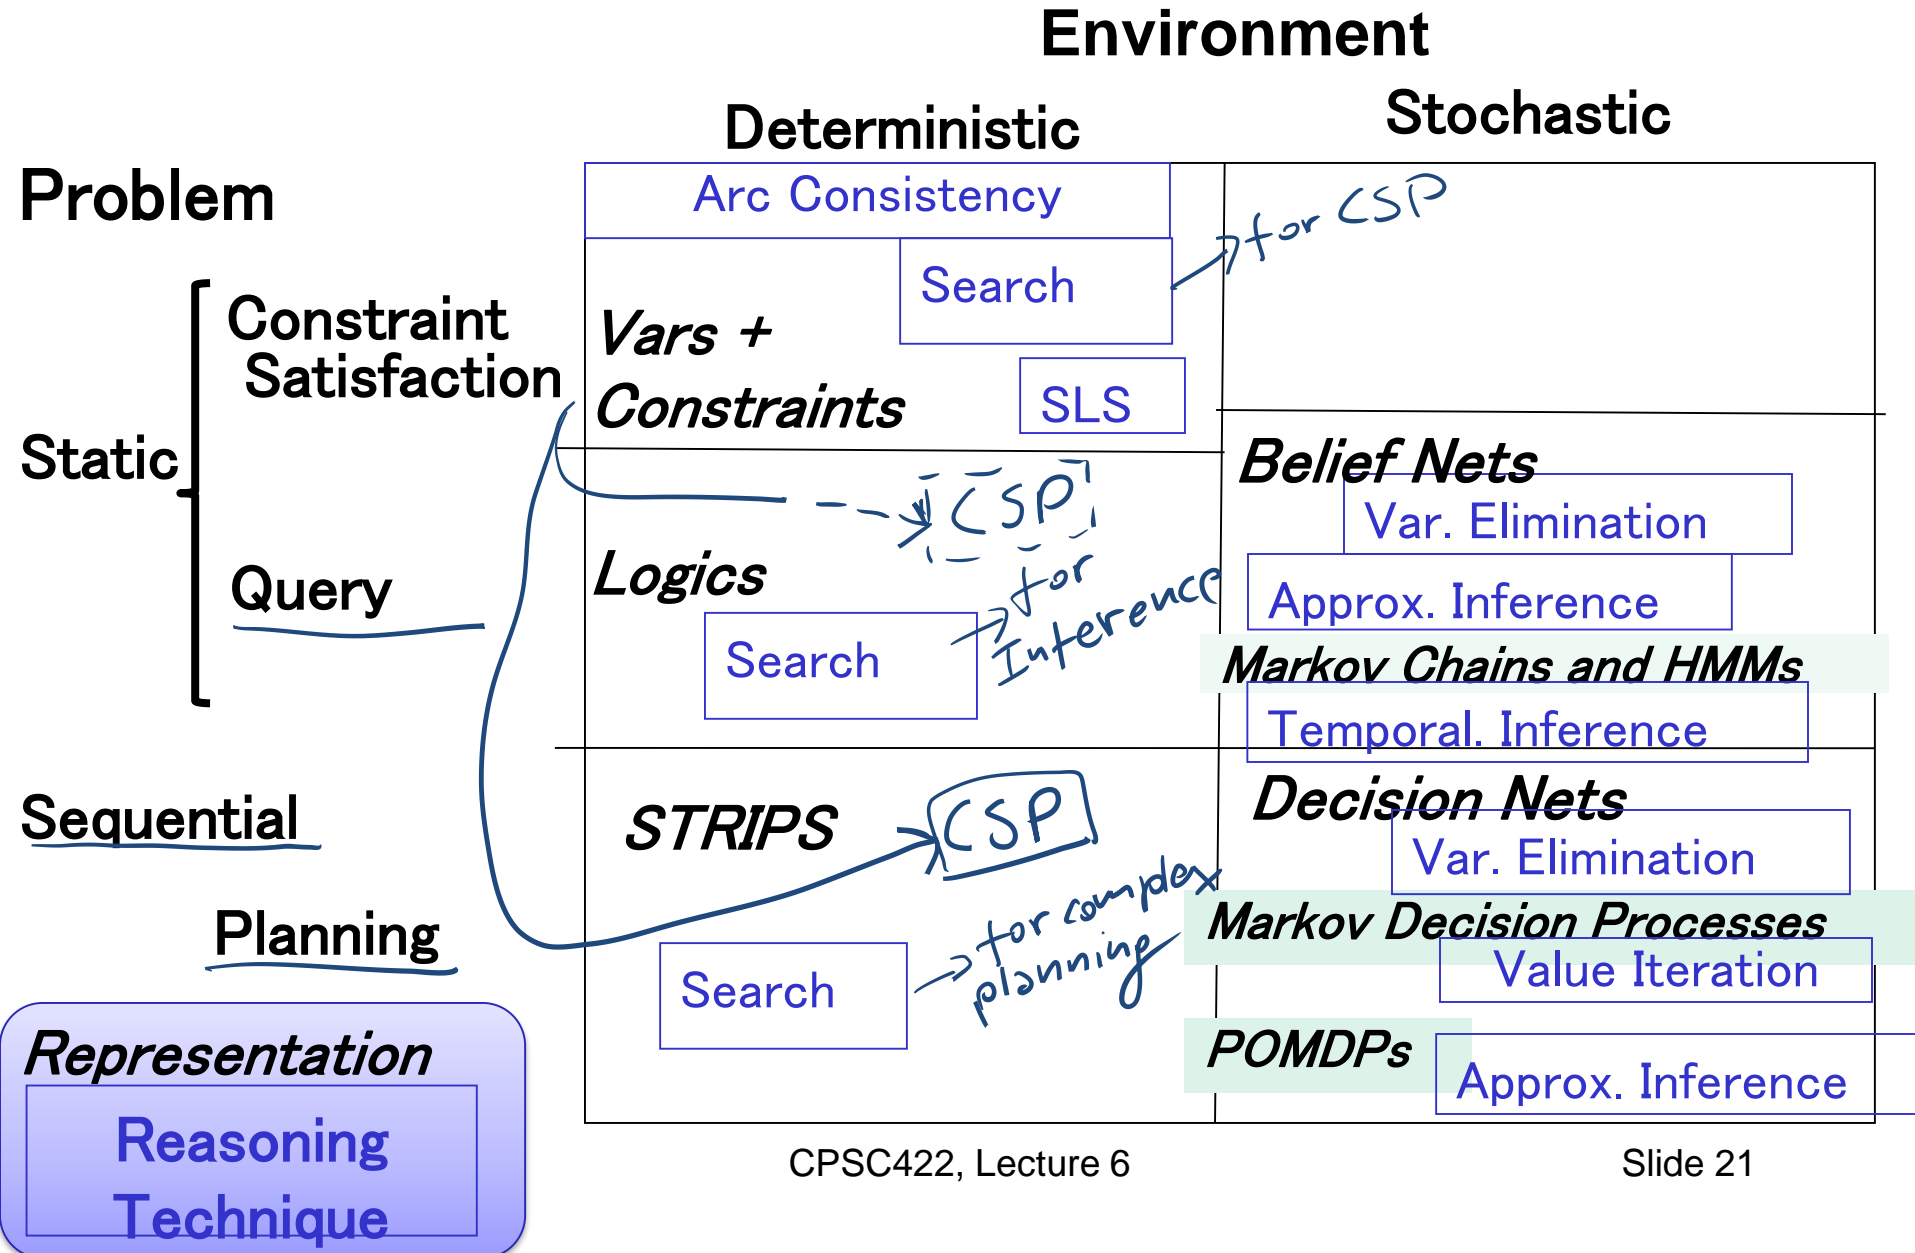 Environment
Deterministic
Stochastic
Problem
Arc Consistency
Search
for CSP
Constraint
Satisfaction
Vars +
Constraints
SLS
Static
Query
CSP
Logics
Search
for
Inference
Belief Nets
Var. Elimination
Approx. Inference
Markov Chains and HMMs
Temporal. Inference
Sequential
Planning
STRIPS
CSP
Search
for complex
planning
Decision Nets
Var. Elimination
Markov Decision Processes
Value Iteration
POMDPs
Approx. Inference
Representation
Reasoning
Technique
CPSC422, Lecture 6
Slide 21